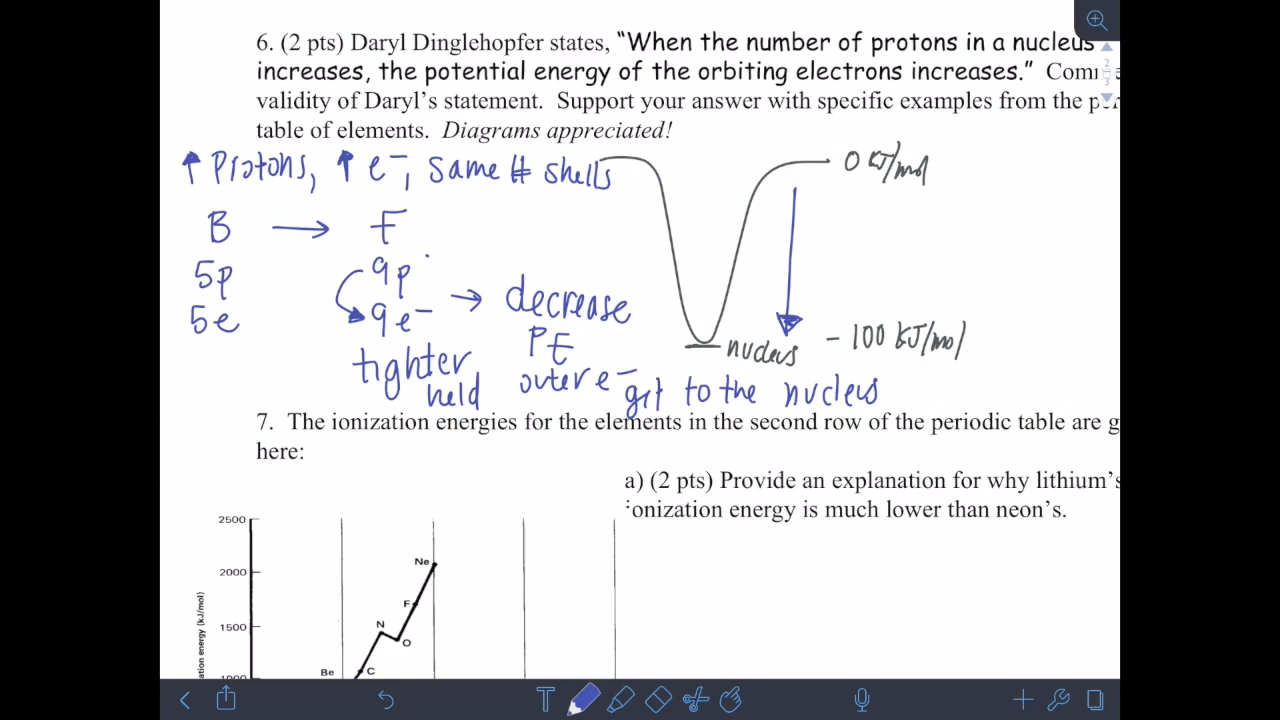 6. (2 pts) Daryl Dinglehopfer states, “When the number of protons in a nucleus
increases, the potential energy of the orbiting electrons increases.”
validity of Daryl’s statement. Support your answer with specific examples from the
table of elements. Diagrams appreciated!
↑ Protons, ↑ e⁻, same # shells
0 kJ/mol
B → F
5p
9p
5e
9e⁻ → decrease
PE
tighter
held
outer e⁻ get to the nucleus
nucleus
- 100 kJ/mol
7. The ionization energies for the elements in the second row of the periodic table are
here:
a) (2 pts) Provide an explanation for why lithium’s
ionization energy is much lower than neon’s.
2500
2000
1500
Ne
F
N
O
Be
C
T